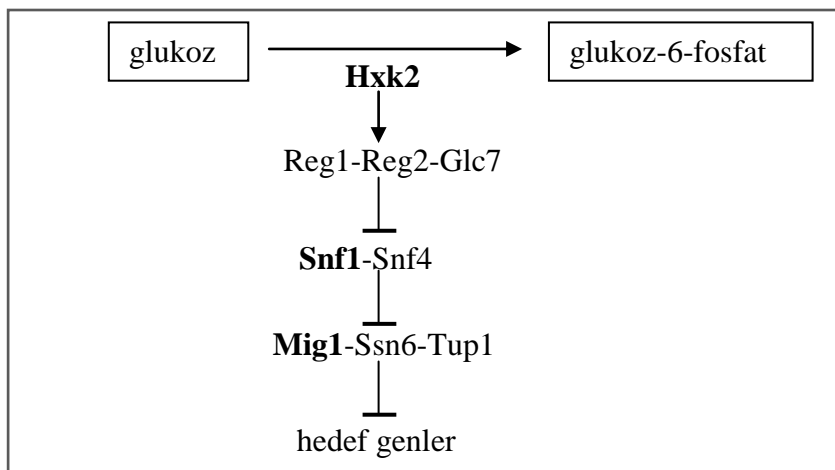 glukoz glukoz-6-fosfat
Hxk2
Reg1-Reg2-Glc7
Snf1-Snf4
Mig1-Ssn6-Tup1
hedef genler